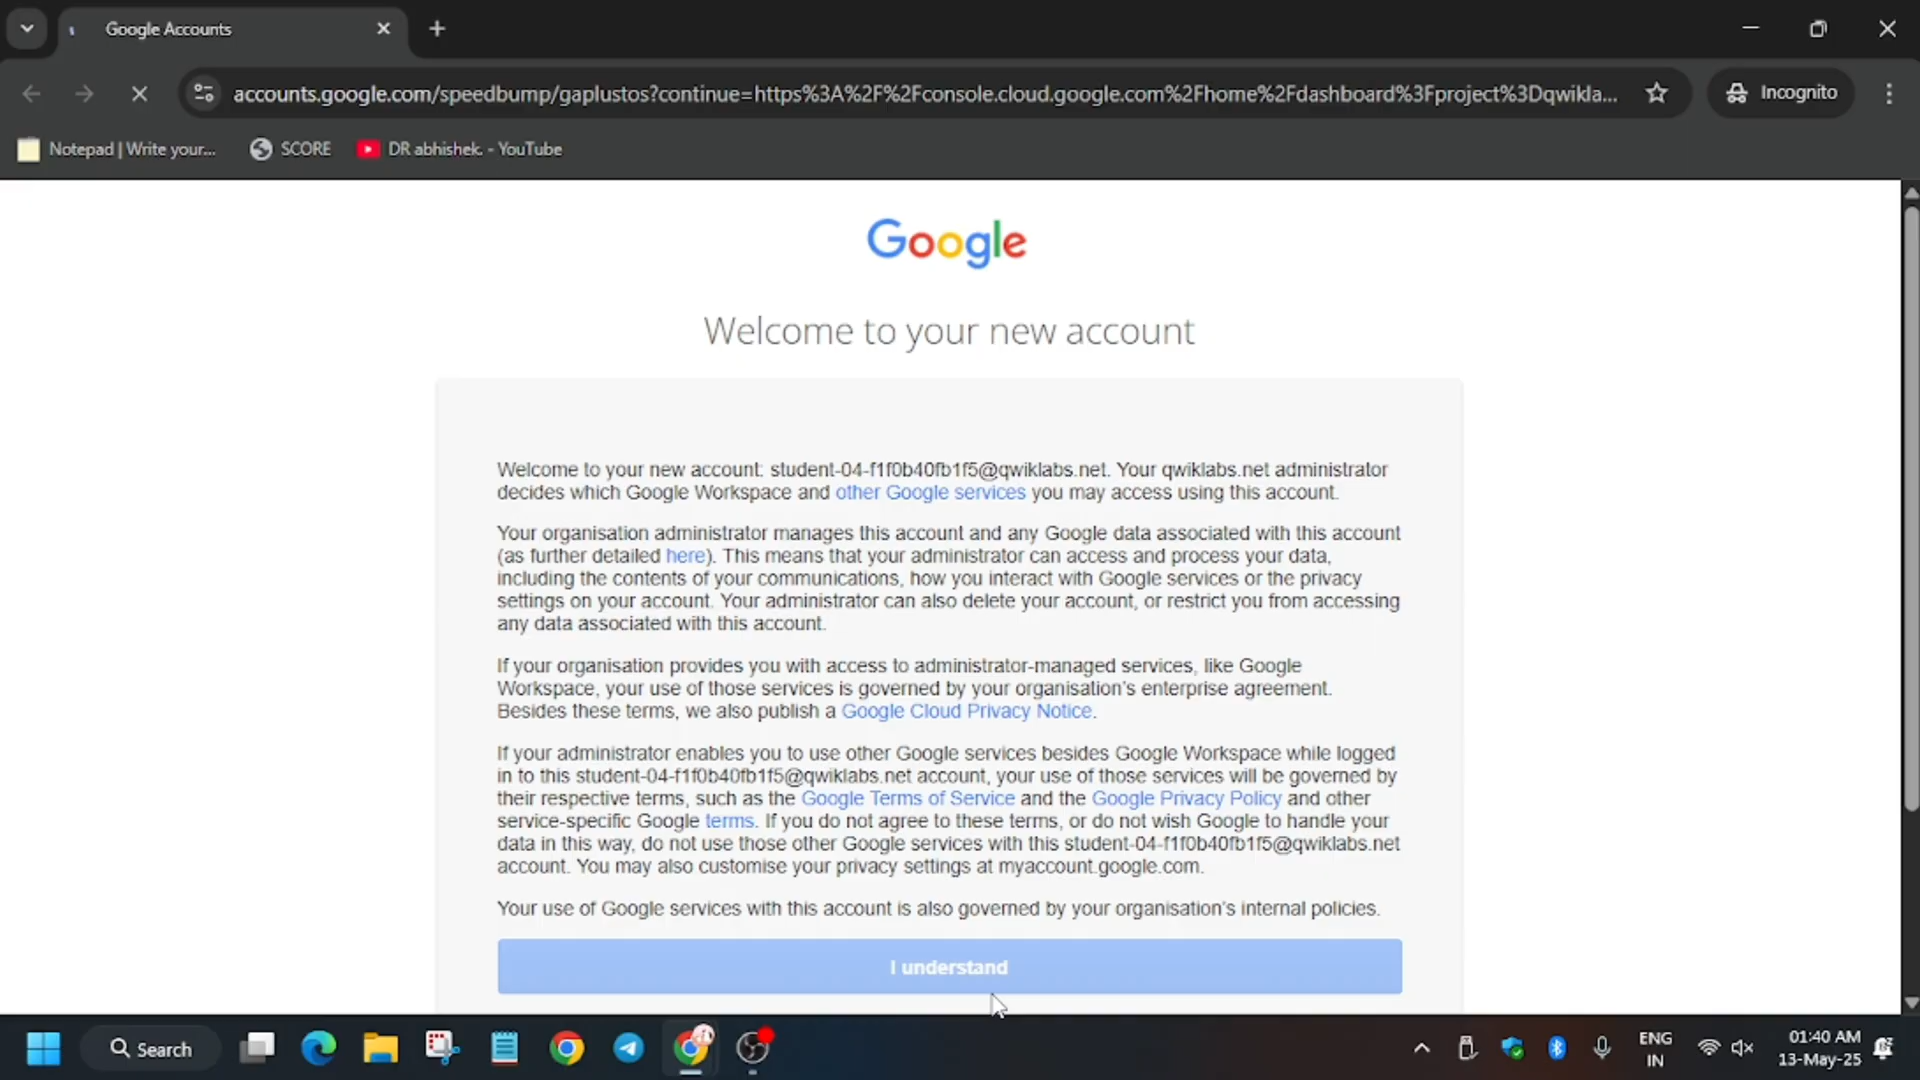 Google Accounts
accounts.google.com/speedbump/gaplustos?continue=https%3A%2F%2Fconsole.cloud.google.com%2Fhome%2Fdashboard%3Fproject%3Dqwikla...
Incognito
Notepad | Write your...
SCORE
DR abhishek. - YouTube
Google
Welcome to your new account
Welcome to your new account: student-04-f1f0b40fb1f5@qwiklabs.net. Your qwiklabs.net administrator
decides which Google Workspace and other Google services you may access using this account.
Your organisation administrator manages this account and any Google data associated with this account
(as further detailed here). This means that your administrator can access and process your data,
including the contents of your communications, how you interact with Google services or the privacy
settings on your account. Your administrator can also delete your account, or restrict you from accessing
any data associated with this account.
If your organisation provides you with access to administrator-managed services, like Google
Workspace, your use of those services is governed by your organisation's enterprise agreement.
Besides these terms, we also publish a Google Cloud Privacy Notice.
If your administrator enables you to use other Google services besides Google Workspace while logged
in to this student-04-f1f0b40fb1f5@qwiklabs.net account, your use of those services will be governed by
their respective terms, such as the Google Terms of Service and the Google Privacy Policy and other
service-specific Google terms. If you do not agree to these terms, or do not wish Google to handle your
data in this way, do not use those other Google services with this student-04-f1f0b40fb1f5@qwiklabs.net
account. You may also customise your privacy settings at myaccount.google.com.
Your use of Google services with this account is also governed by your organisation's internal policies.
I understand
Search
ENG
IN
01:40 AM
13-May-25